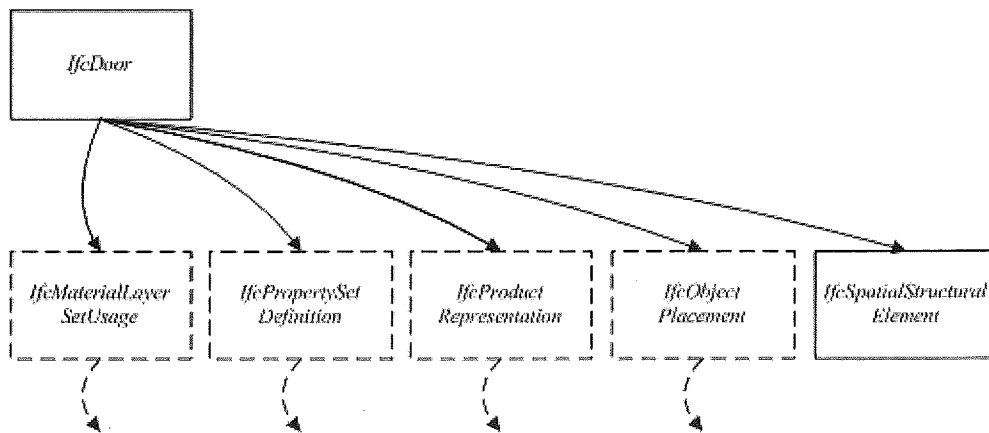 IfcDoor
IfcMaterialLayer
SetUsage
IfcPropertySet
Definition
IfcProduct
Representation
IfcObject
Placement
IfcSpatialStructural
Element